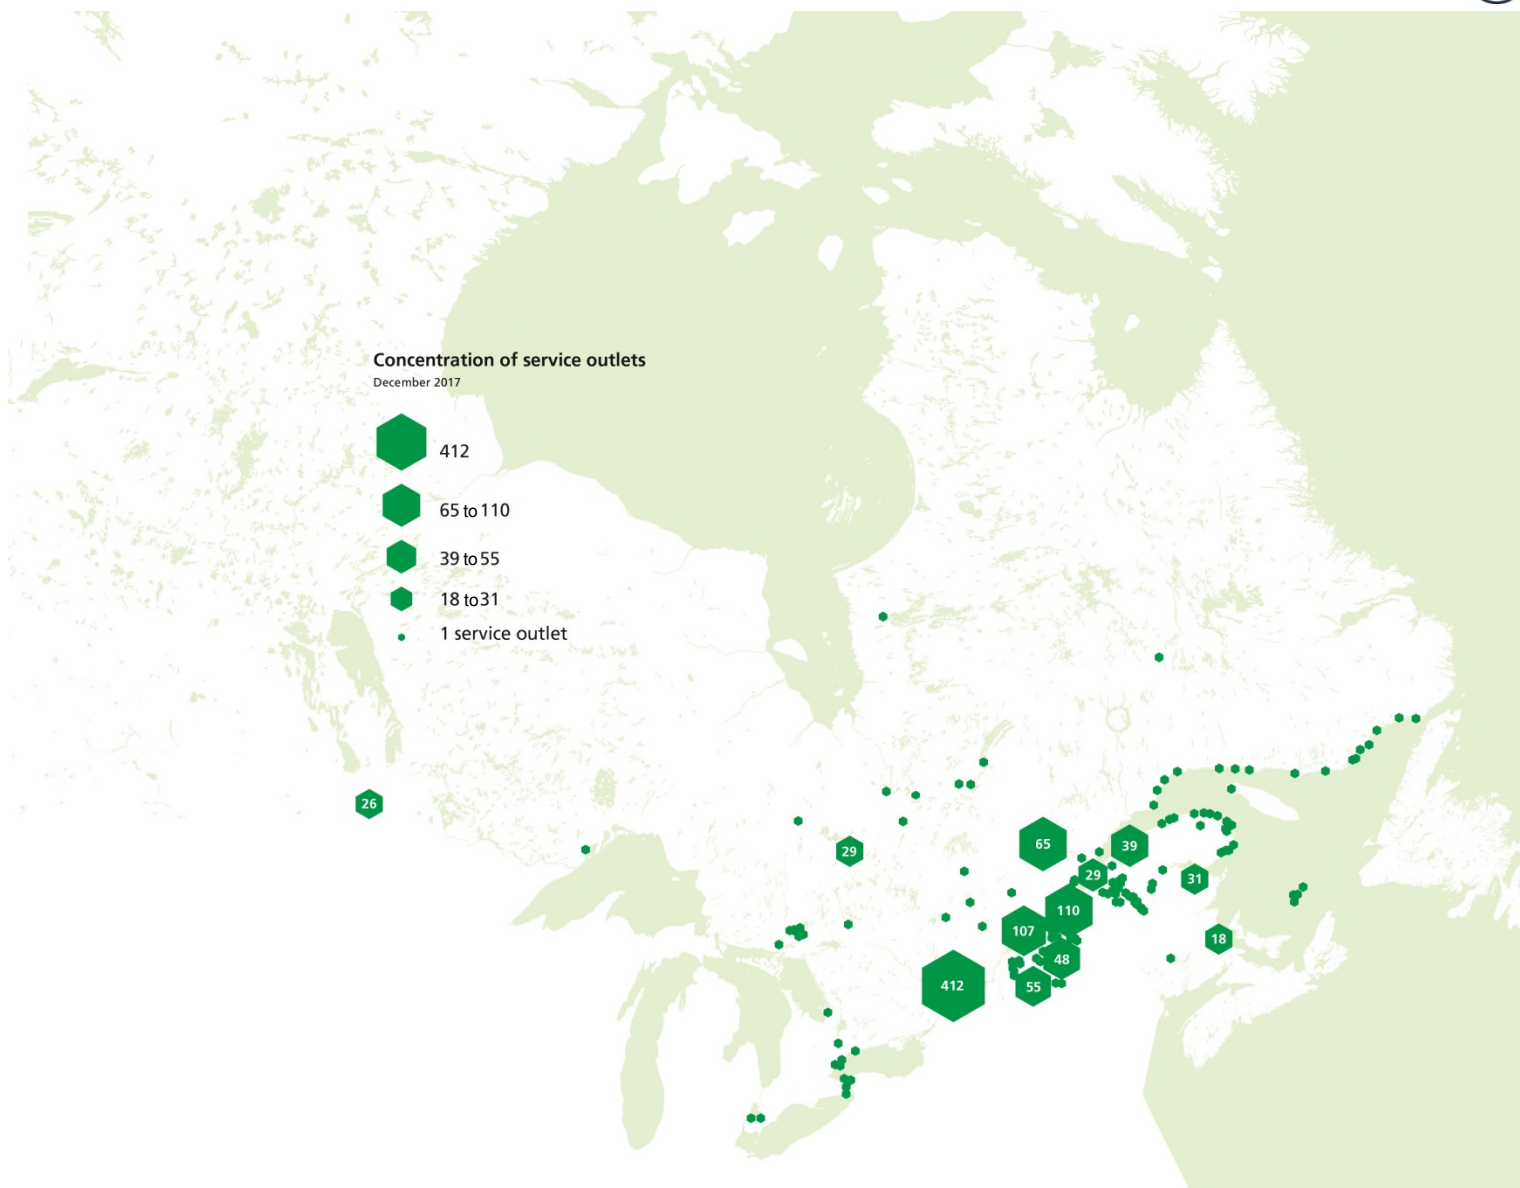 Concentration of service outlets
December 2017
412
65 to 110
39 to 55
18 to 31
1 service outlet
26
29
65
39
29
31
110
107
18
48
412
55